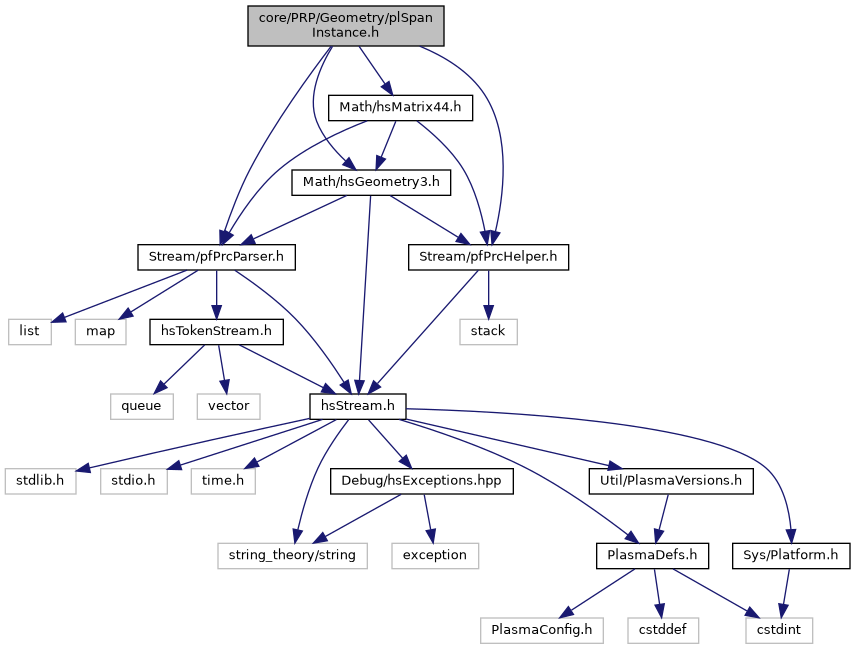 core/PRP/Geometry/plSpan
Instance.h
Math/hsMatrix44.h
Math/hsGeometry3.h
Stream/pfPrcParser.h
Stream/pfPrcHelper.h
list
map
hsTokenStream.h
stack
queue
vector
hsStream.h
stdlib.h
stdio.h
time.h
Debug/hsExceptions.hpp
Util/PlasmaVersions.h
string_theory/string
exception
PlasmaDefs.h
Sys/Platform.h
PlasmaConfig.h
cstddef
cstdint